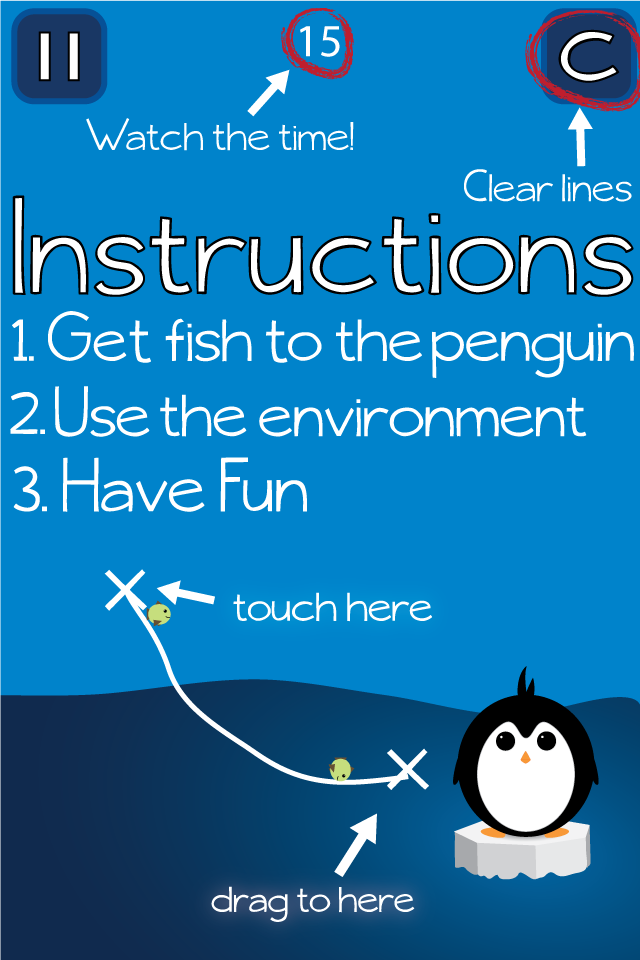 15
C
Watch the time!
Clear lines
Instructions
1. Get fish to the penguin
2. Use the environment
3. Have Fun
touch here
drag to here